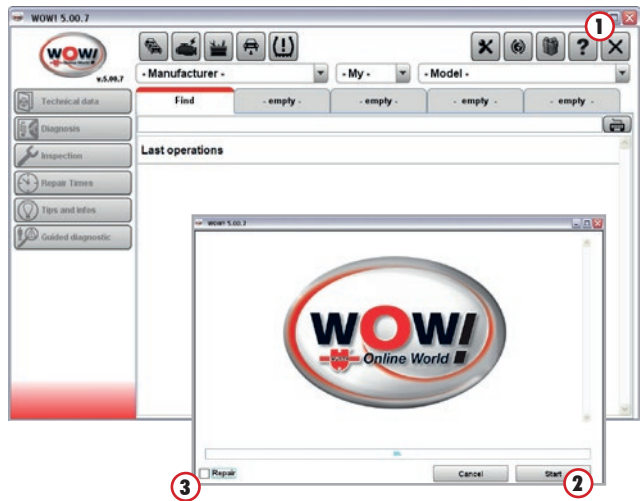 WOW! 5.00.7
1
WOW!
v.5.00.7
- Manufacturer -
- My -
- Model -
Technical data
Find
- empty -
- empty -
- empty -
- empty -
Diagnosis
Inspection
Last operations
Repair Times
Tips and Infos
Guided diagnostic
WOW! 5.00.7
WOW!
WÜRTH
Online World
0%
3
Repair
Cancel
Start
2